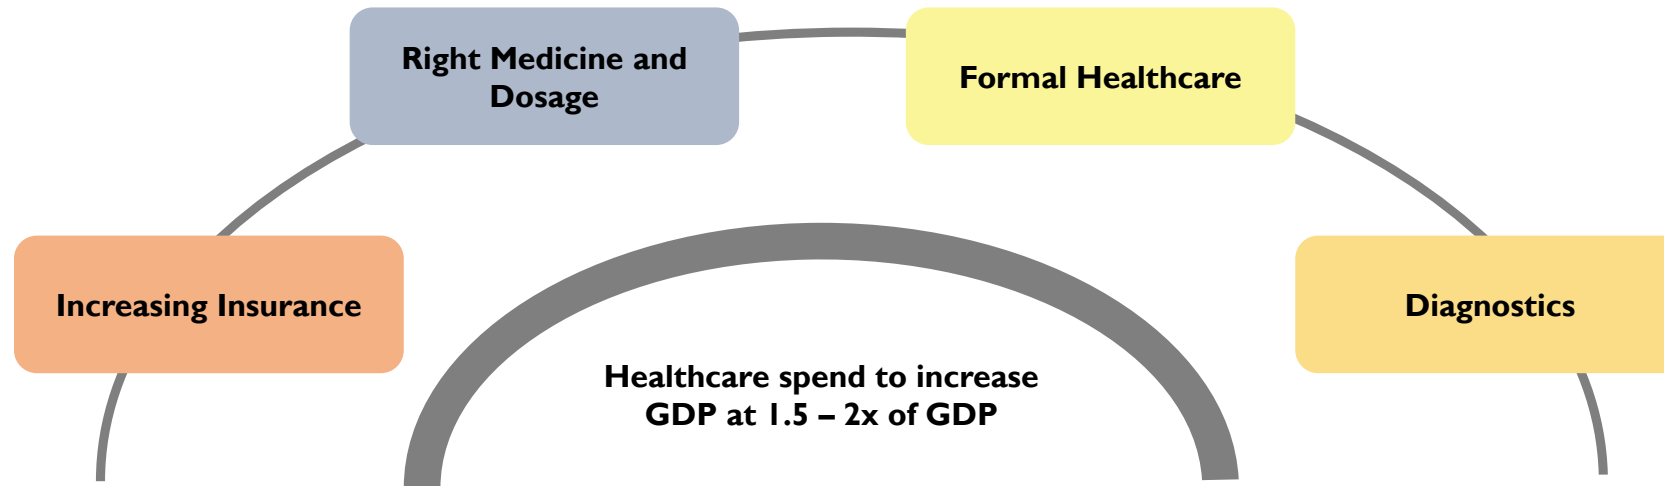 Right Medicine and
Dosage
Formal Healthcare
Increasing Insurance
Diagnostics
Healthcare spend to increase
GDP at 1.5 – 2x of GDP